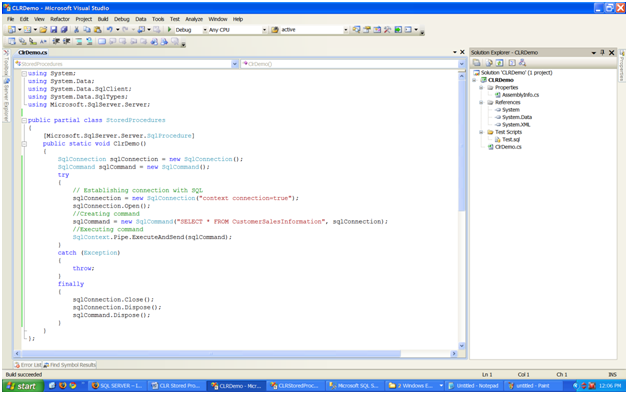 CLRDemo - Microsoft Visual Studio
File Edit View Refactor Project Build Debug Data Tools Test Analyze Window Help
Debug Any CPU active
ClrDemo.cs
Solution Explorer - CLRDemo
StoredProcedures ClrDemo()
Toolbox
Server Explorer
Properties
Solution 'CLRDemo' (1 project)
CLRDemo
Properties
AssemblyInfo.cs
References
System
System.Data
System.XML
Test Scripts
Test.sql
ClrDemo.cs
using System;
using System.Data;
using System.Data.SqlClient;
using System.Data.SqlTypes;
using Microsoft.SqlServer.Server;
public partial class StoredProcedures
{
[Microsoft.SqlServer.Server.SqlProcedure]
public static void ClrDemo()
{
SqlConnection sqlConnection = new SqlConnection();
SqlCommand sqlCommand = new SqlCommand();
try
{
// Establishing connection with SQL
sqlConnection = new SqlConnection("context connection=true");
sqlConnection.Open();
//Creating command
sqlCommand = new SqlCommand("SELECT * FROM CustomerSalesInformation", sqlConnection);
//Executing command
SqlContext.Pipe.ExecuteAndSend(sqlCommand);
}
catch (Exception)
{
throw;
}
finally
{
sqlConnection.Close();
sqlConnection.Dispose();
sqlCommand.Dispose();
}
}
};
Error List Find Symbol Results
Build succeeded Ln 1 Col 1 Ch 1 INS
start SQL SERVER - I... CLR Stored Pro... CLRDemo - Micr... CLRStoredProc... Microsoft SQL S... 2 Windows E... Untitled - Notepad untitled - Paint 12:06 PM